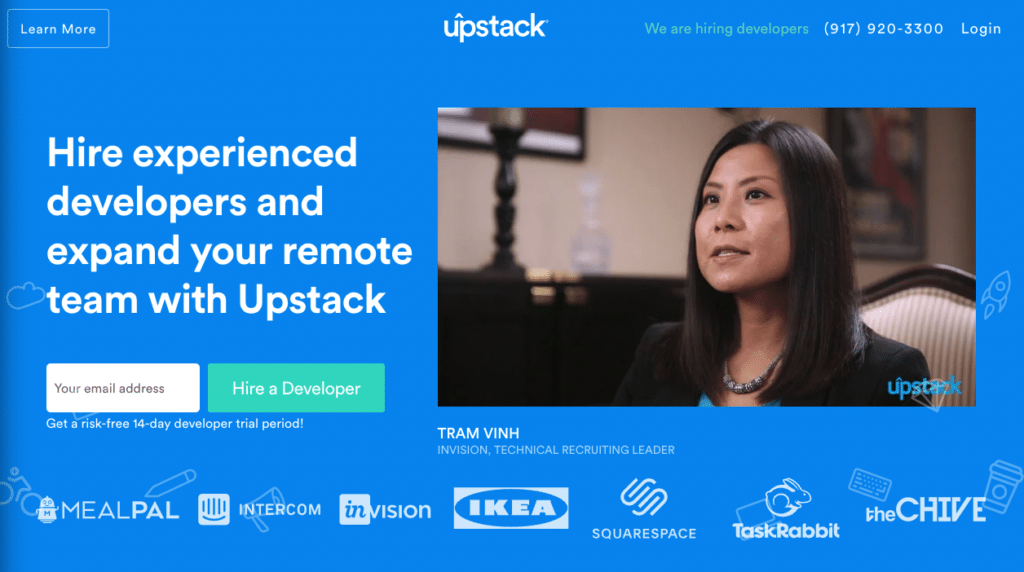 Learn More
upstack
We are hiring developers
(917) 920-3300
Login
Hire experienced
developers and
expand your remote
team with Upstack
Your email address
Hire a Developer
Get a risk-free 14-day developer trial period!
upstack
TRAM VINH
INVISION, TECHNICAL RECRUITING LEADER
M
MEALPAL
INTERCOM
inVISION
IKEA
SQUARESPACE
TaskRabbit
theCHIVE